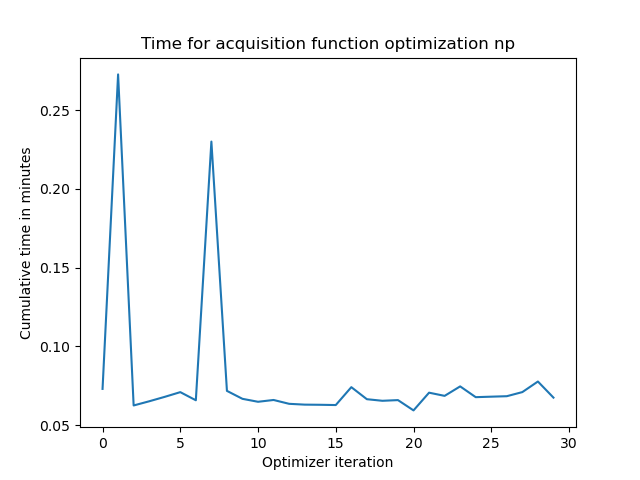 Time for acquisition function optimization np
Cumulative time in minutes
0.25
0.20
0.15
0.10
0.05
0 5 10 15 20 25 30
Optimizer iteration